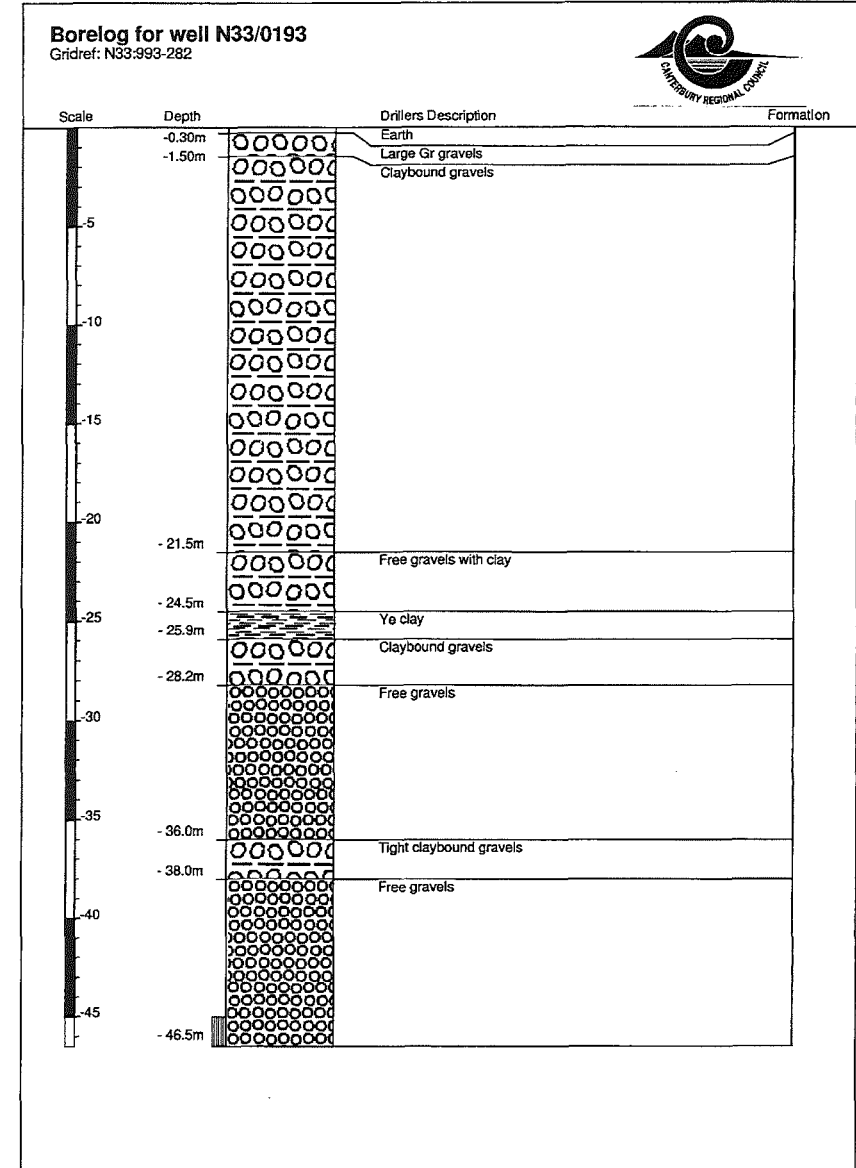 Borelog for well N33/0193
Gridref: N33:993-282
CANTERBURY REGIONAL COUNCIL
Scale Depth Drillers Description Formation
-0.30m Earth
-1.50m Large Gr gravels
Claybound gravels
-5
-10
-15
-20
- 21.5m Free gravels with clay
- 24.5m
-25 Ye clay
- 25.9m
Claybound gravels
- 28.2m
Free gravels
-30
-35
- 36.0m
Tight claybound gravels
- 38.0m
Free gravels
-40
-45
- 46.5m